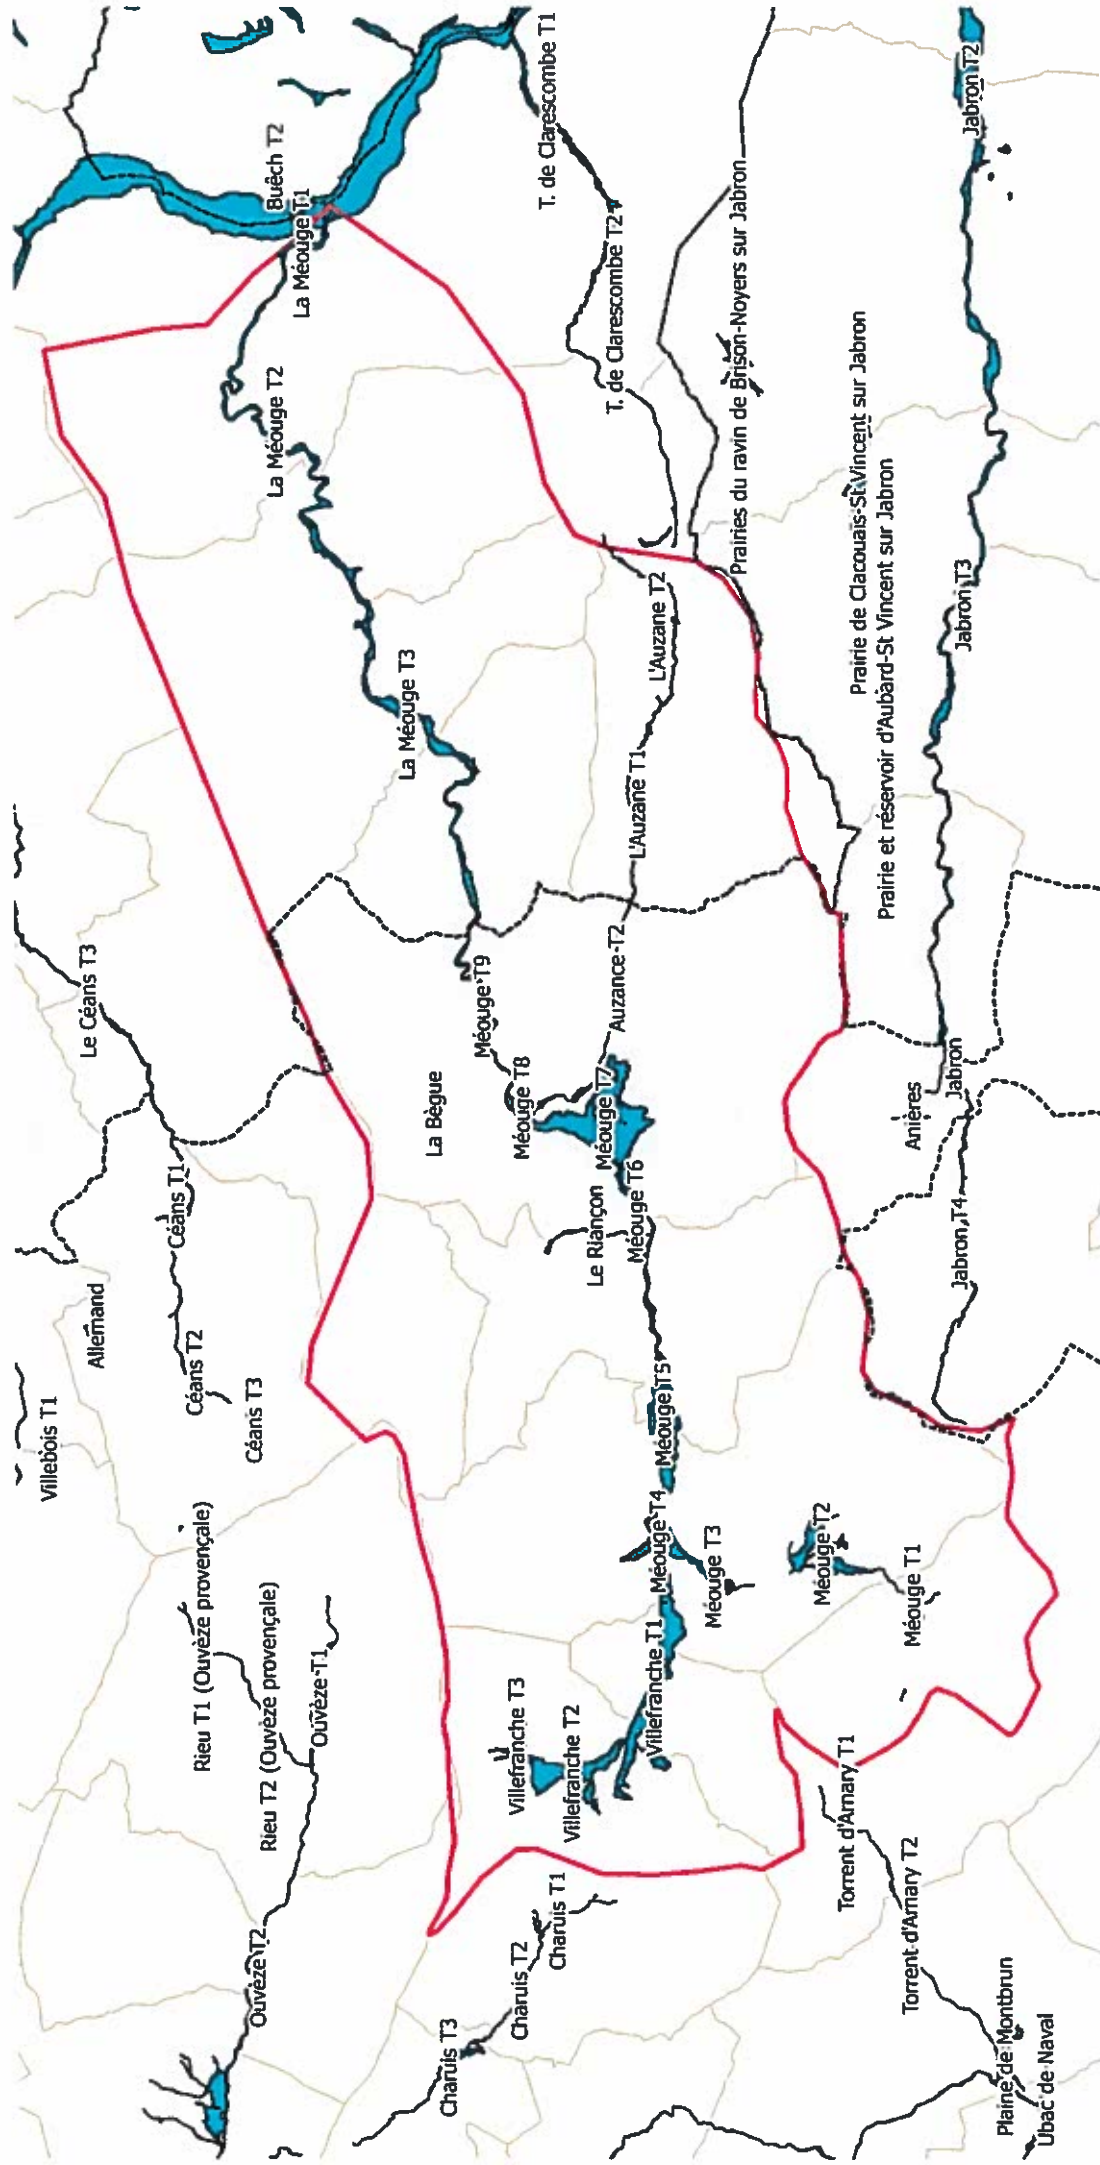 Villebois T1
Allemand
Le Céans T3
Céans T1
Céans T2
Céans T3
Rieu T1 (Ouvèze provençale)
Rieu T2 (Ouvèze provençale)
Ouvèze T1
Ouvèze T2
Buëch T2
La Méouge T1
La Méouge T2
La Méouge T3
Méouge T9
La Bègue
Méouge T8
Méouge T7
Auzance T2
L'Auzane T1
L'Auzane T2
Le Riançon
Méouge T6
Méouge T5
Méouge T4
Méouge T3
Méouge T2
Méouge T1
Villefranche T1
Villefranche T2
Villefranche T3
Charuis T1
Charuis T2
Charuis T3
T. de Clarescombe T1
T. de Clarescombe T2
T. de Clarescombe T2
Prairies du ravin de Brison-Noyers sur Jabron
Prairie de Clacouais-St Vincent sur Jabron
Prairie et réservoir d'Aubard-St Vincent sur Jabron
Jabron T2
Jabron T3
Jabron
Anières
Jabron T4
Torrent d'Amary T1
Torrent d'Amary T2
Plaine de Montbrun
Ubac de Naval